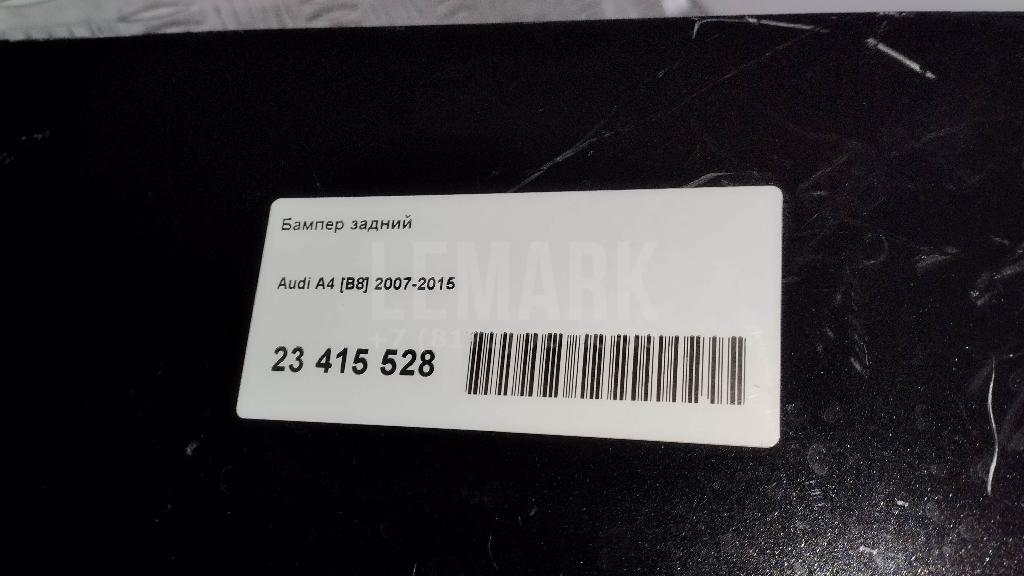 Бампер задний
LEMARK
Audi A4 [B8] 2007-2015
23 415 528